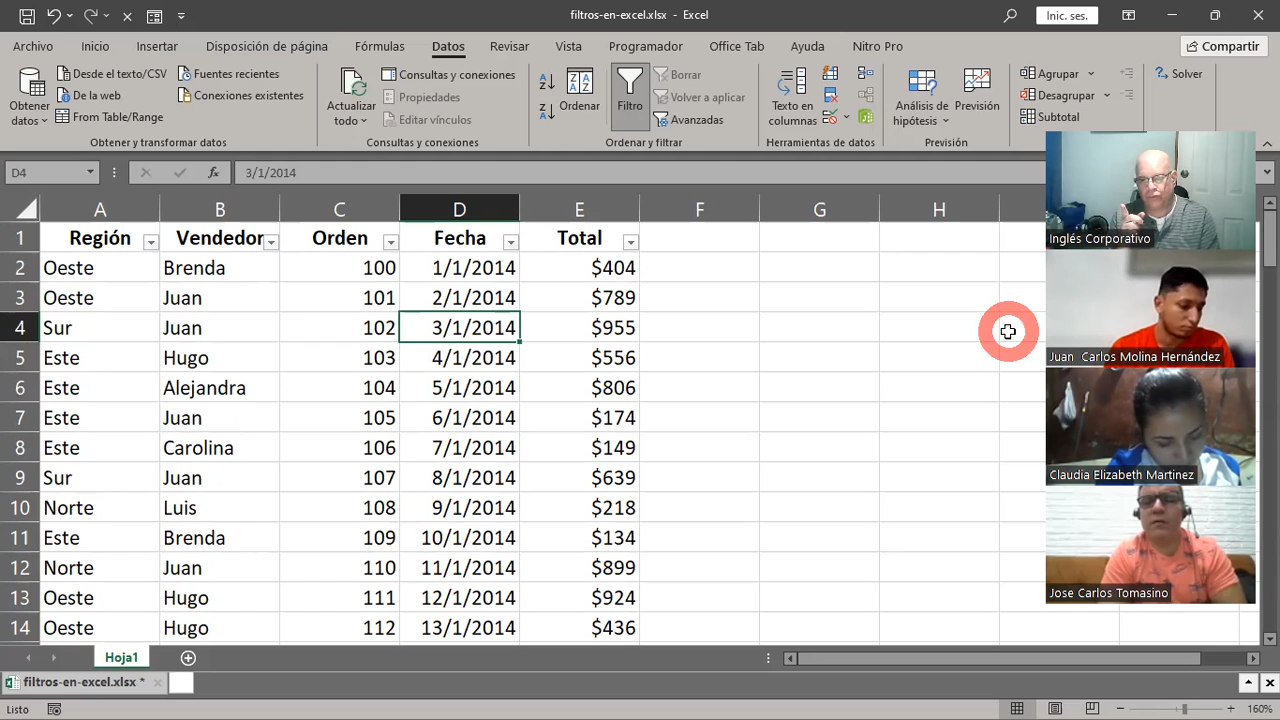 filtros-en-excel.xlsx - Excel
Inic. ses.
Archivo Inicio Insertar Disposición de página Fórmulas Datos Revisar Vista Programador Office Tab Ayuda Nitro Pro Compartir
Obtener datos
Desde el texto/CSV
De la web
From Table/Range
Fuentes recientes
Conexiones existentes
Obtener y transformar datos
Actualizar todo
Consultas y conexiones
Propiedades
Editar vínculos
Consultas y conexiones
Ordenar
Filtro
Borrar
Volver a aplicar
Avanzadas
Ordenar y filtrar
Texto en columnas
Herramientas de datos
Análisis de hipótesis
Previsión
Previsión
Agrupar
Desagrupar
Subtotal
Solver
D4 fx 3/1/2014
A B C D E F G H
1 Región Vendedor Orden Fecha Total
2 Oeste Brenda 100 1/1/2014 $404
3 Oeste Juan 101 2/1/2014 $789
4 Sur Juan 102 3/1/2014 $955
5 Este Hugo 103 4/1/2014 $556
6 Este Alejandra 104 5/1/2014 $806
7 Este Juan 105 6/1/2014 $174
8 Este Carolina 106 7/1/2014 $149
9 Sur Juan 107 8/1/2014 $639
10 Norte Luis 108 9/1/2014 $218
11 Este Brenda 109 10/1/2014 $134
12 Norte Juan 110 11/1/2014 $899
13 Oeste Hugo 111 12/1/2014 $924
14 Oeste Hugo 112 13/1/2014 $436
Inglés Corporativo
Juan Carlos Molina Hernández
Claudia Elizabeth Martinez
Jose Carlos Tomasino
Hoja1
filtros-en-excel.xlsx *
Listo
160%